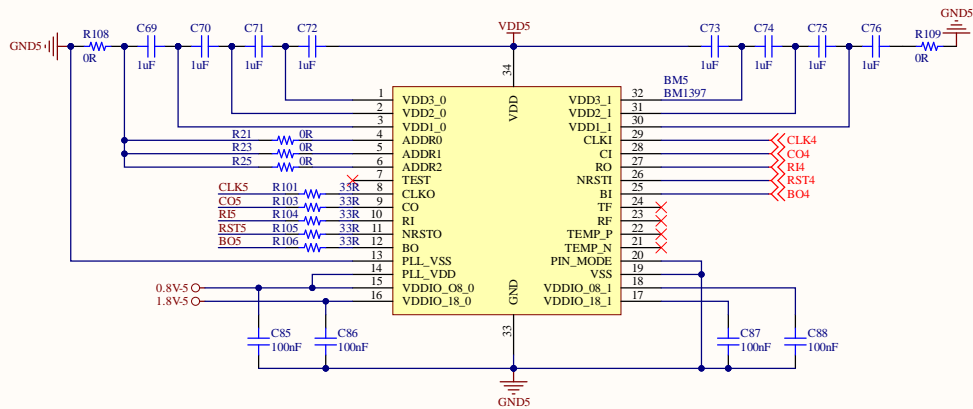 GND5
R108
0R
C69
1uF
C70
1uF
C71
1uF
C72
1uF
VDD5
C73
1uF
C74
1uF
C75
1uF
C76
1uF
R109
0R
GND5
34
VDD
BM5
BM1397
1 VDD3_0
2 VDD2_0
3 VDD1_0
R21 0R 4 ADDR0
R23 0R 5 ADDR1
R25 0R 6 ADDR2
7 TEST
CLK5 R101 33R 8 CLKO
CO5 R103 33R 9 CO
RI5 R104 33R 10 RI
RST5 R105 33R 11 NRSTO
BO5 R106 33R 12 BO
13 PLL_VSS
14 PLL_VDD
0.8V-5 15 VDDIO_O8_0
1.8V-5 16 VDDIO_18_0
VDD3_1 32
VDD2_1 31
VDD1_1 30
CLKI 29 CLK4
CI 28 CO4
RO 27 RI4
NRSTI 26 RST4
BI 25 BO4
TF 24
RF 23
TEMP_P 22
TEMP_N 21
PIN_MODE 20
VSS 19
VDDIO_08_1 18
VDDIO_18_1 17
GND
33
C85
100nF
C86
100nF
C87
100nF
C88
100nF
GND5